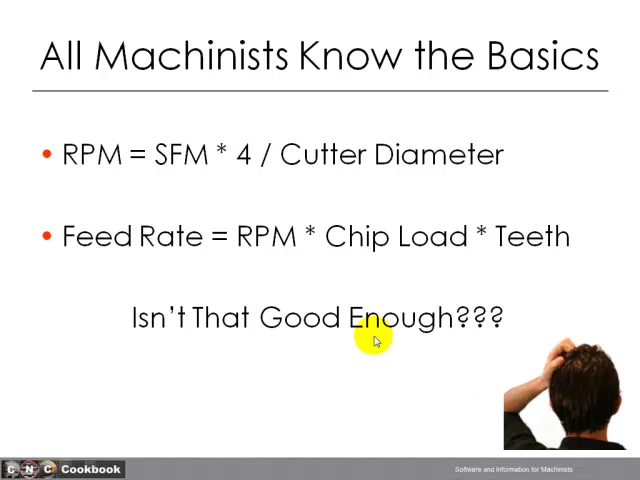 All Machinists Know the Basics
• RPM = SFM * 4 / Cutter Diameter
• Feed Rate = RPM * Chip Load * Teeth
Isn't That Good Enough???
CNC Cookbook
Software and Information for Machinists